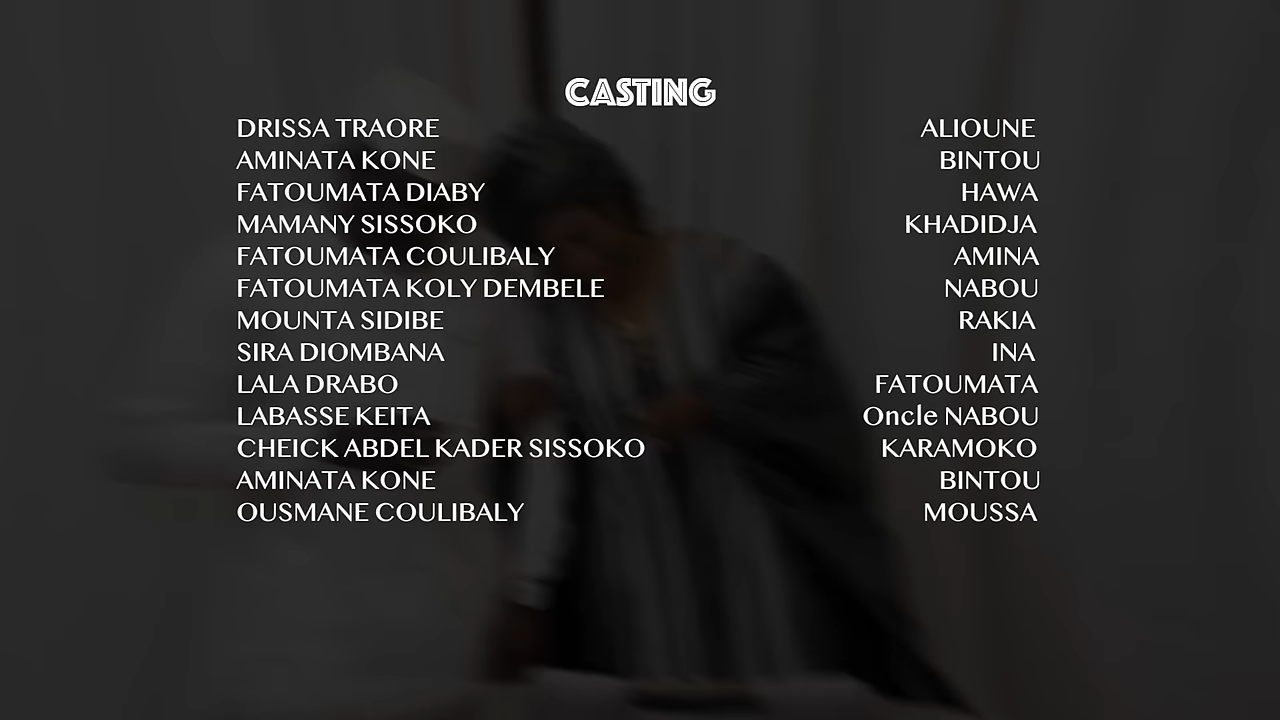 CASTING
DRISSA TRAORE ALIOUNE
AMINATA KONE BINTOU
FATOUMATA DIABY HAWA
MAMANY SISSOKO KHADIDJA
FATOUMATA COULIBALY AMINA
FATOUMATA KOLY DEMBELE NABOU
MOUNTA SIDIBE RAKIA
SIRA DIOMBANA INA
LALA DRABO FATOUMATA
LABASSE KEITA Oncle NABOU
CHEICK ABDEL KADER SISSOKO KARAMOKO
AMINATA KONE BINTOU
OUSMANE COULIBALY MOUSSA